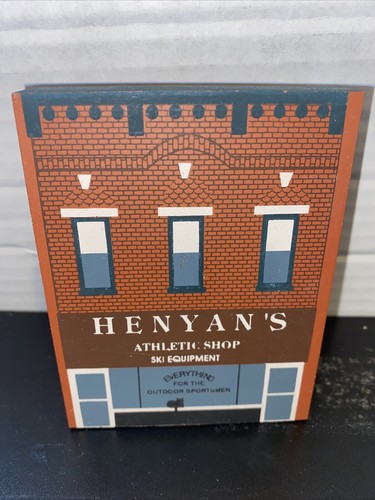 HENYAN'S
ATHLETIC SHOP
SKI EQUIPMENT
EVERYTHING
FOR THE
OUTDOOR SPORTSMEN